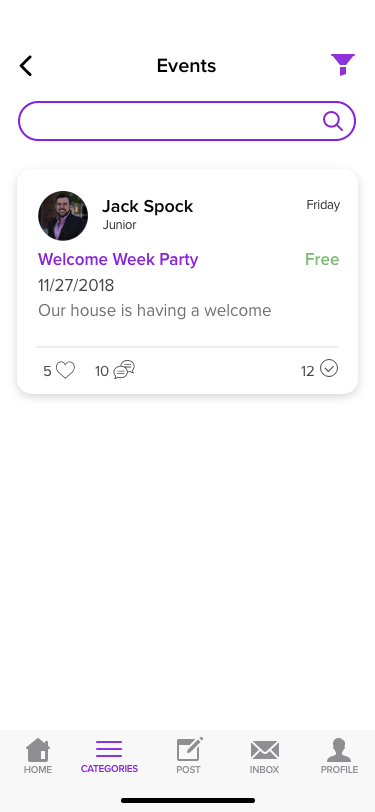 Events
Jack Spock
Friday
Junior
Welcome Week Party
Free
11/27/2018
Our house is having a welcome
5
10
12
HOME
CATEGORIES
POST
INBOX
PROFILE